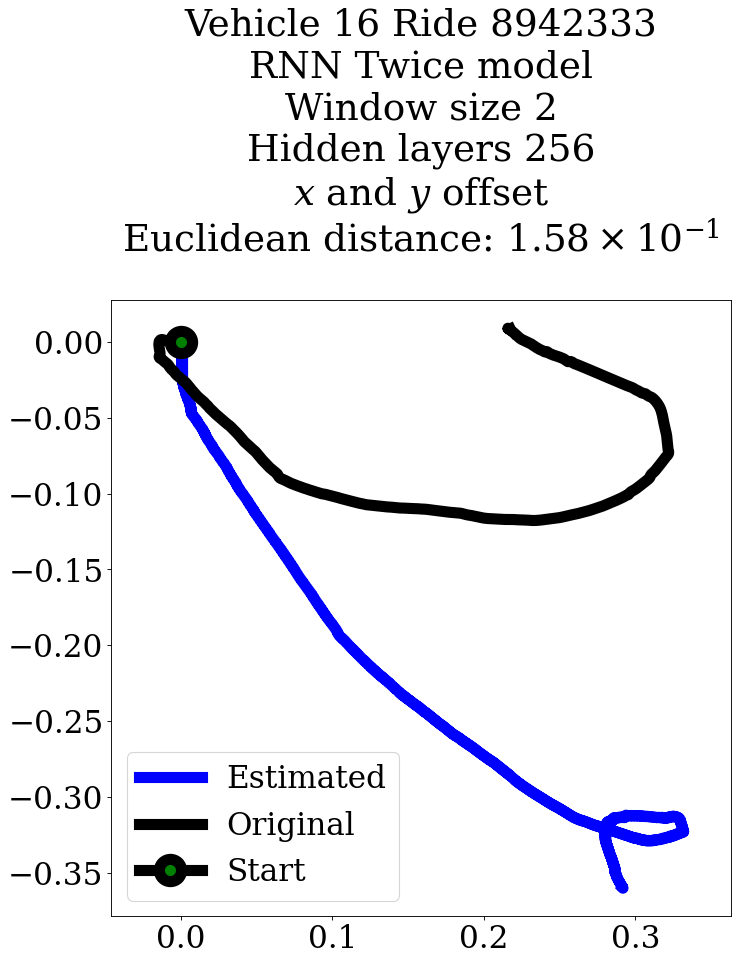 Vehicle 16 Ride 8942333
RNN Twice model
Window size 2
Hidden layers 256
x and y offset
Euclidean distance: 1.58 × 10⁻¹
0.00
−0.05
−0.10
−0.15
−0.20
−0.25
−0.30
−0.35
Estimated
Original
Start
0.0 0.1 0.2 0.3